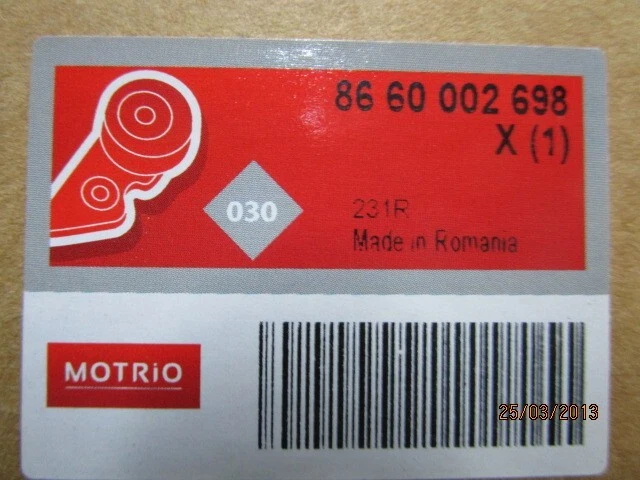 86 60 002 698
X (1)
030
231R
Made in Romania
MOTRiO
25/03/2013